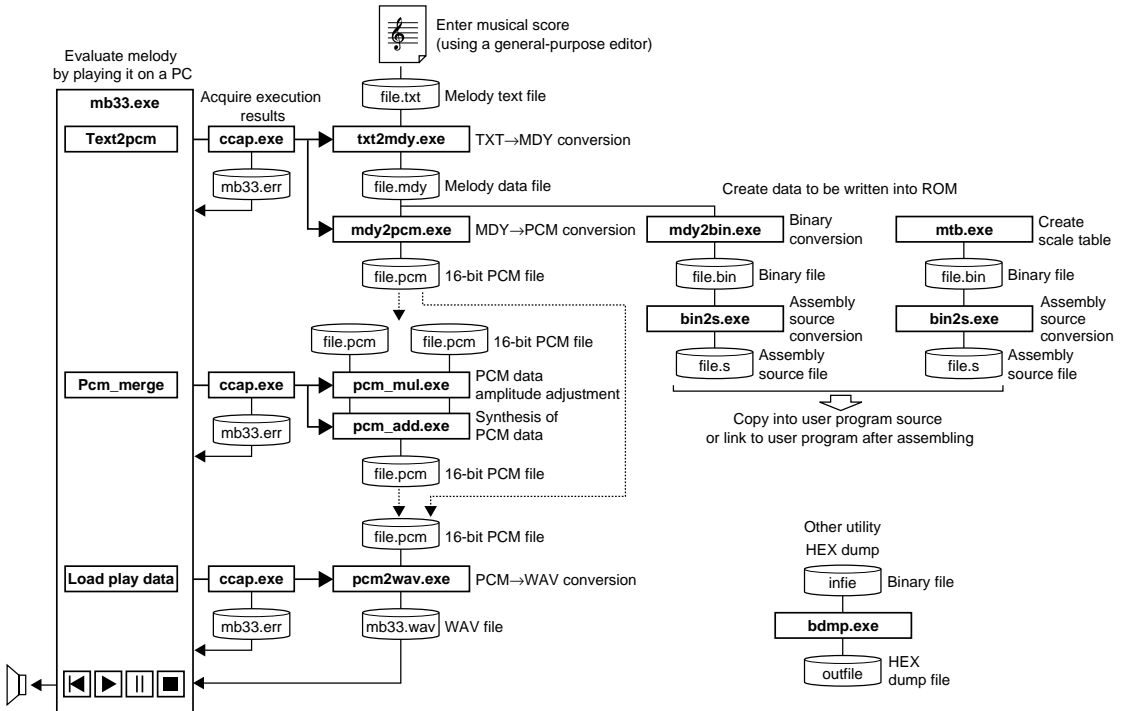 Enter musical score
(using a general-purpose editor)
Evaluate melody
by playing it on a PC
mb33.exe
Acquire execution
results
file.txt
Melody text file
Text2pcm
ccap.exe
txt2mdy.exe
TXT→MDY conversion
mb33.err
file.mdy
Melody data file
Create data to be written into ROM
mdy2pcm.exe
MDY→PCM conversion
mdy2bin.exe
Binary
conversion
mtb.exe
Create
scale table
file.pcm
16-bit PCM file
file.bin
Binary file
file.bin
Binary file
bin2s.exe
Assembly
source
conversion
bin2s.exe
Assembly
source
conversion
file.pcm
file.pcm
16-bit PCM file
file.s
Assembly
source file
file.s
Assembly
source file
Pcm_merge
ccap.exe
pcm_mul.exe
PCM data
amplitude adjustment
mb33.err
pcm_add.exe
Synthesis of
PCM data
Copy into user program source
or link to user program after assembling
file.pcm
16-bit PCM file
file.pcm
16-bit PCM file
Other utility
HEX dump
Load play data
ccap.exe
pcm2wav.exe
PCM→WAV conversion
infie
Binary file
mb33.err
mb33.wav
WAV file
bdmp.exe
outfile
HEX
dump file